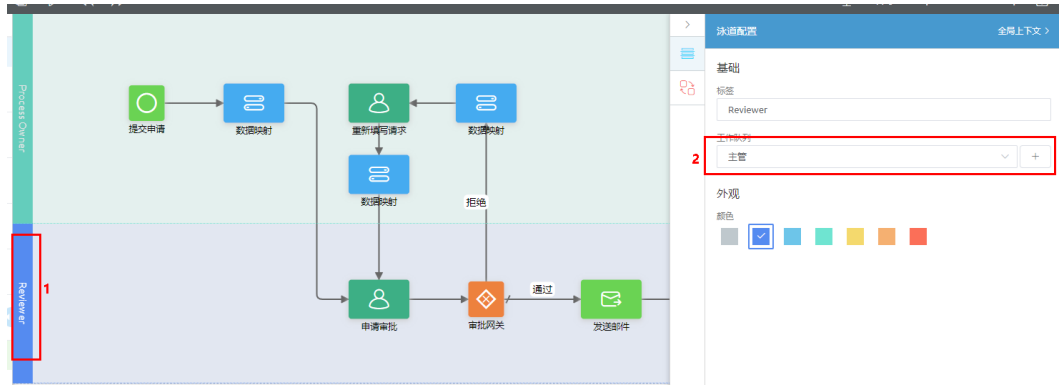 泳道配置
全局上下文
基础
标签
Reviewer
工作队列
主管
2
外观
颜色
Process Owner
提交申请
数据映射
重新填写请求
数据映射
数据映射
拒绝
Reviewer
1
申请审批
审批网关
通过
发送邮件